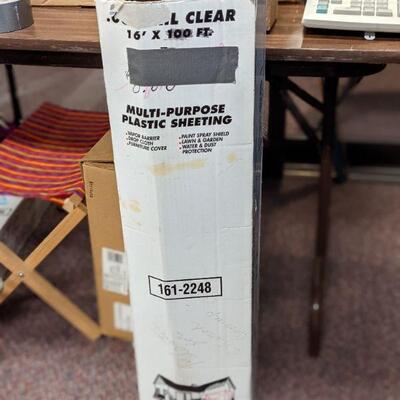 MIL CLEAR
16' X 100 FT.
MULTI-PURPOSE
PLASTIC SHEETING
•VAPOR BARRIER
•DROP CLOTH
•FURNITURE COVER
•PAINT SPRAY SHIELD
•LAWN & GARDEN
•WATER & DUST
PROTECTION
161-2248